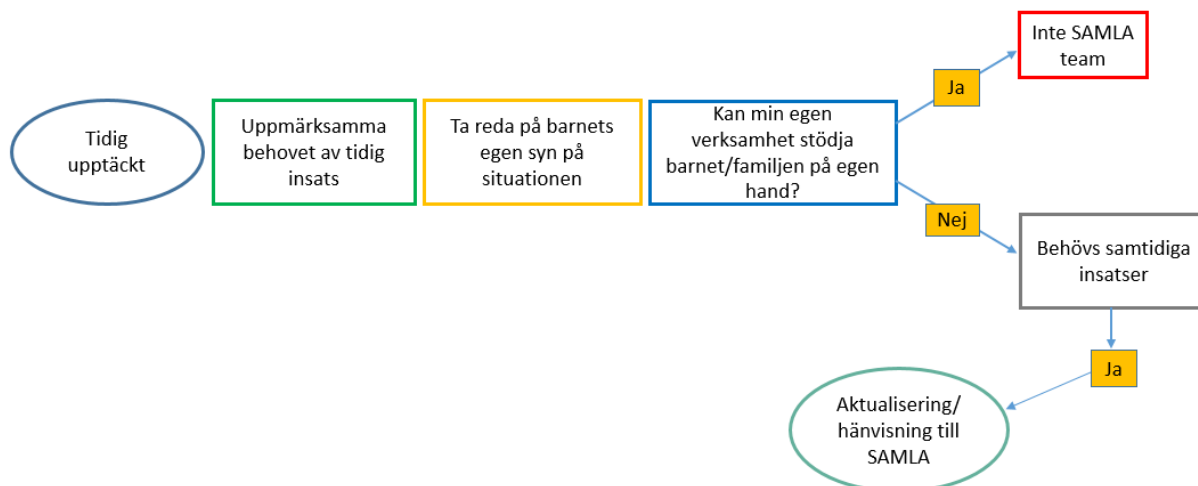 Tidig
upptäckt
Uppmärksamma
behovet av tidig
insats
Ta reda på barnets
egen syn på
situationen
Kan min egen
verksamhet stödja
barnet/familjen på egen
hand?
Ja
Inte SAMLA
team
Nej
Behövs samtidiga
insatser
Ja
Aktualisering/
hänvisning till
SAMLA